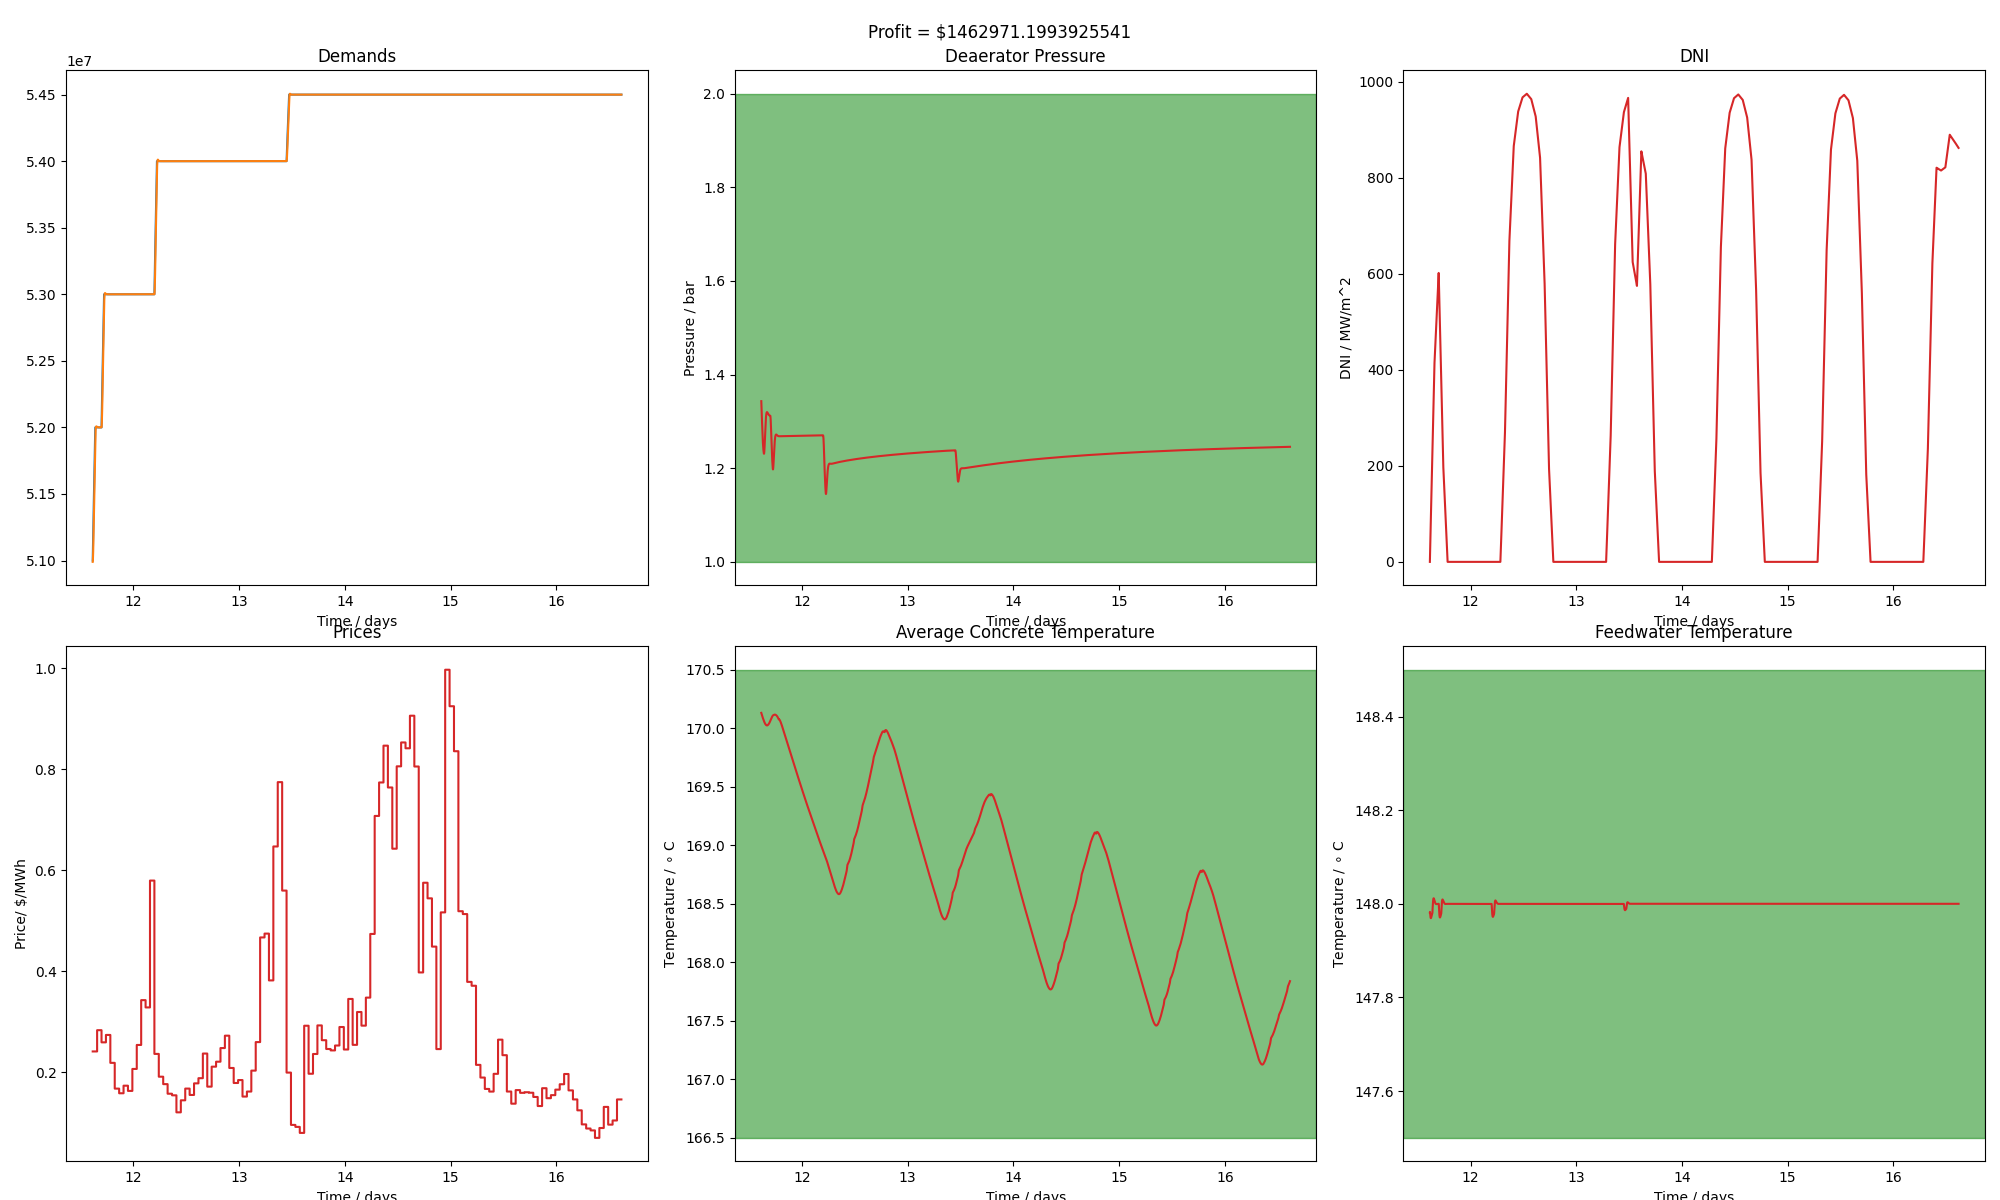 Profit = $1462971.1993925541
Demands
1e7
5.45
5.40
5.35
5.30
5.25
5.20
5.15
5.10
12 13 14 15 16
Time / days
Deaerator Pressure
Pressure / bar
2.0
1.8
1.6
1.4
1.2
1.0
12 13 14 15 16
Time / days
DNI
DNI / MW/m^2
1000
800
600
400
200
0
12 13 14 15 16
Time / days
Prices
Price/ $/MWh
1.0
0.8
0.6
0.4
0.2
12 13 14 15 16
Time / days
Average Concrete Temperature
Temperature / ∘ C
170.5
170.0
169.5
169.0
168.5
168.0
167.5
167.0
166.5
12 13 14 15 16
Time / days
Feedwater Temperature
Temperature / ∘ C
148.4
148.2
148.0
147.8
147.6
12 13 14 15 16
Time / days